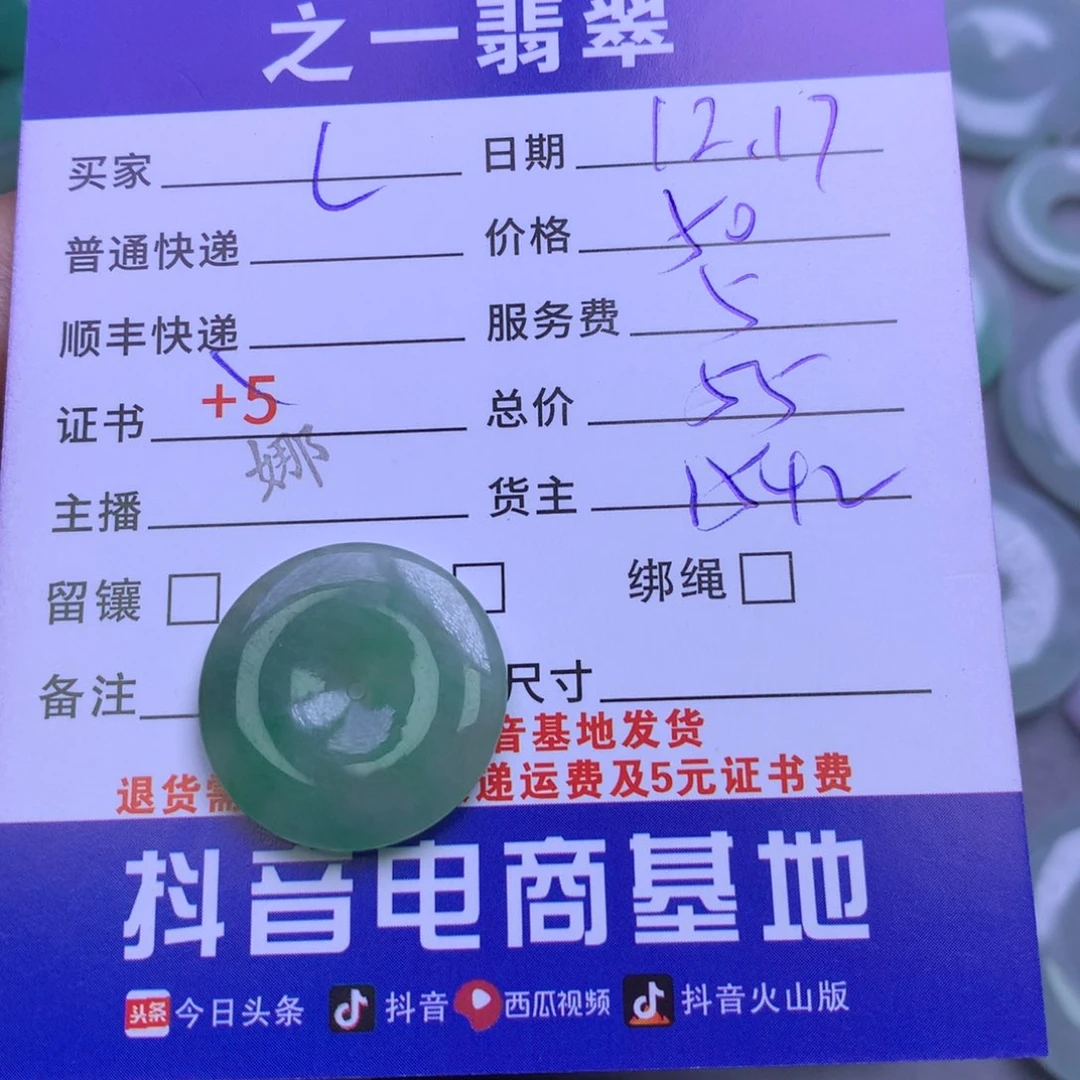 之一翡翠
买家 L 日期 12.17
普通快递 价格 50
顺丰快递 服务费 5
证书 +5 总价 55
主播 娜 货主
留镶 绑绳
备注 尺寸
音基地发货
退货需 递运费及5元证书费
抖音电商基地
头条 今日头条 抖音 西瓜视频 抖音火山版